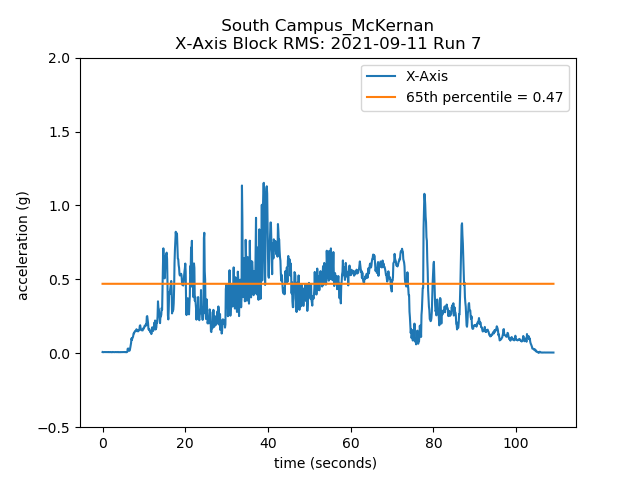 South Campus_McKernan
X-Axis Block RMS: 2021-09-11 Run 7
X-Axis
65th percentile = 0.47
acceleration (g)
2.0
1.5
1.0
0.5
0.0
−0.5
0 20 40 60 80 100
time (seconds)